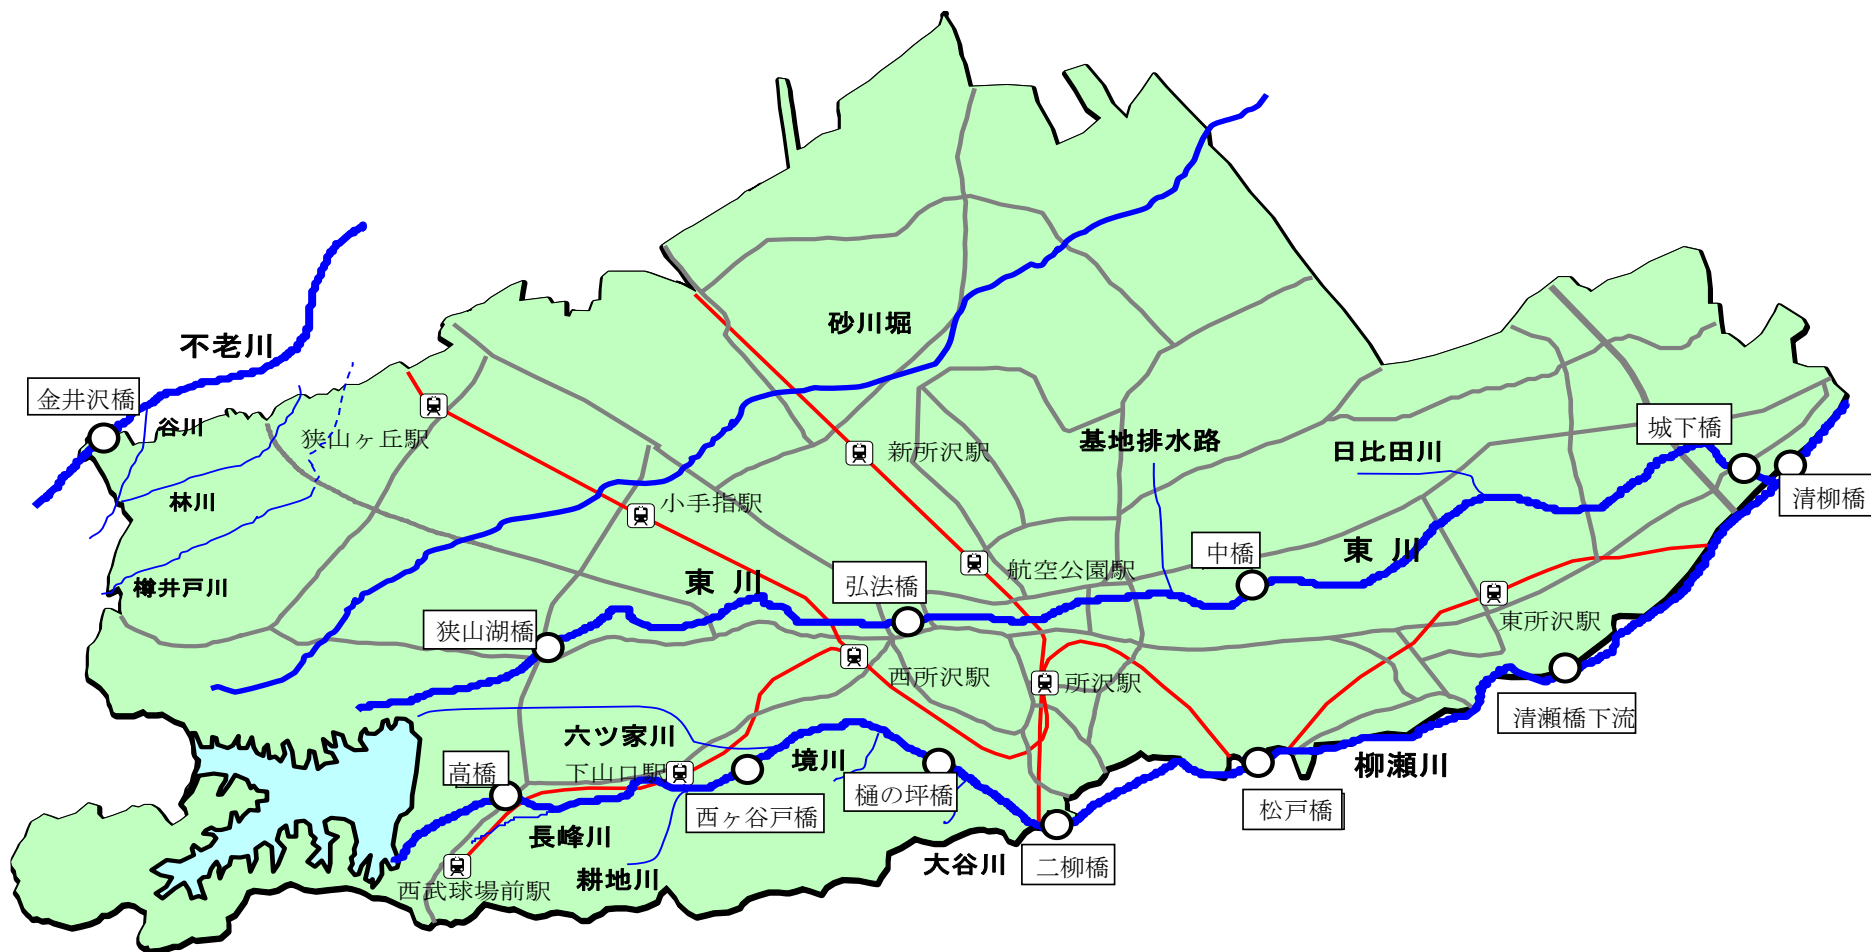 砂川堀
不老川
金井沢橋
谷川
狭山ヶ丘駅
新所沢駅
基地排水路
日比田川
城下橋
清柳橋
林川
小手指駅
中橋
東川
航空公園駅
弘法橋
東川
樽井戸川
狭山湖橋
東所沢駅
西所沢駅
所沢駅
清瀬橋下流
六ツ家川
境川
柳瀬川
高橋
下山口駅
樋の坪橋
西ヶ谷戸橋
松戸橋
長峰川
大谷川
二柳橋
耕地川
西武球場前駅